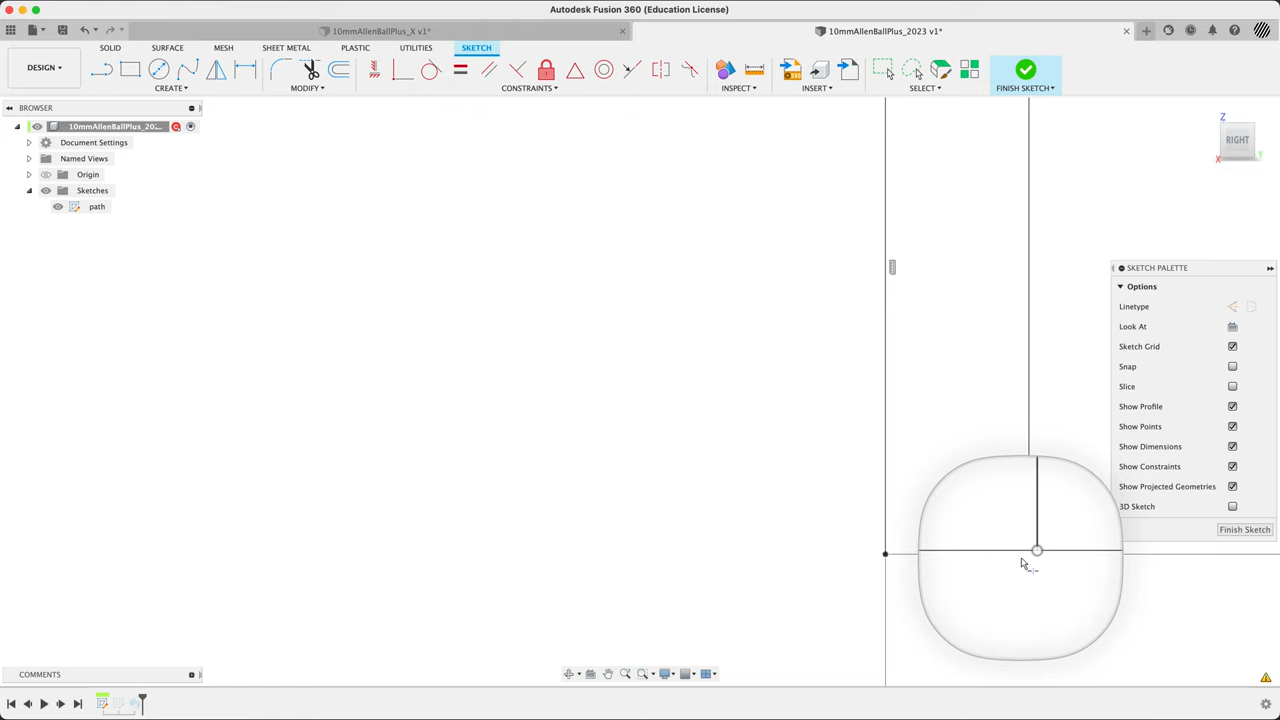 Autodesk Fusion 360 (Education License)
10mmAllenBallPlus_X v1*
10mmAllenBallPlus_2023 v1*
SOLID SURFACE MESH SHEET METAL PLASTIC UTILITIES SKETCH
DESIGN
CREATE MODIFY CONSTRAINTS INSPECT INSERT SELECT FINISH SKETCH
BROWSER
10mmAllenBallPlus_20...
Document Settings
Named Views
Origin
Sketches
path
Z
RIGHT
X
Y
SKETCH PALETTE
Options
Linetype
Look At
Sketch Grid
Snap
Slice
Show Profile
Show Points
Show Dimensions
Show Constraints
Show Projected Geometries
3D Sketch
Finish Sketch
COMMENTS